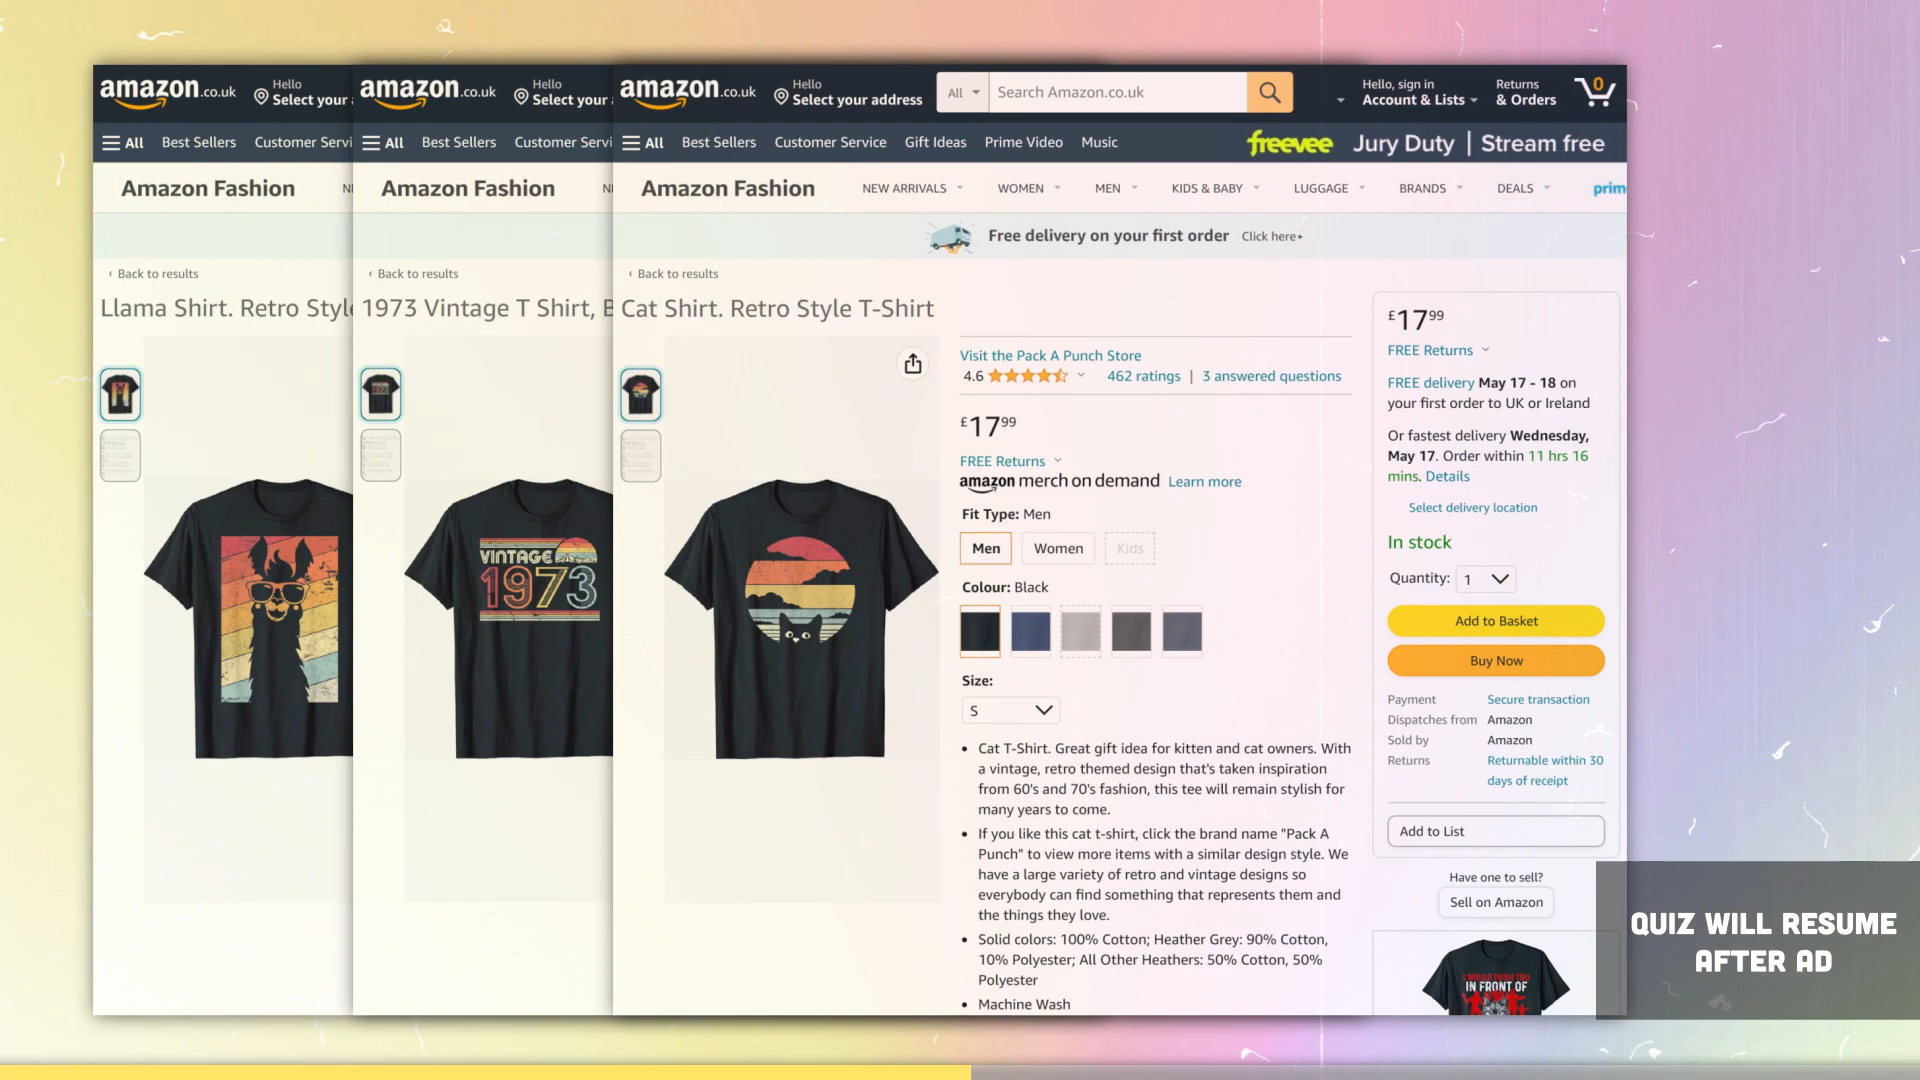 amazon.co.uk
Hello
Select your
All Best Sellers Customer Servi
Amazon Fashion
‹ Back to results
Llama Shirt. Retro Style
amazon.co.uk
Hello
Select your
All Best Sellers Customer Servi
Amazon Fashion
‹ Back to results
1973 Vintage T Shirt, B
VINTAGE
1973
amazon.co.uk
Hello
Select your address
All
Search Amazon.co.uk
Hello, sign in
Account & Lists
Returns
& Orders
0
All Best Sellers Customer Service Gift Ideas Prime Video Music
freevee Jury Duty | Stream free
Amazon Fashion NEW ARRIVALS WOMEN MEN KIDS & BABY LUGGAGE BRANDS DEALS prim
Free delivery on your first order Click here
‹ Back to results
Cat Shirt. Retro Style T-Shirt
Visit the Pack A Punch Store
4.6 462 ratings | 3 answered questions
£17 99
FREE Returns
amazon merch on demand Learn more
Fit Type: Men
Men Women Kids
Colour: Black
Size:
S
• Cat T-Shirt. Great gift idea for kitten and cat owners. With
a vintage, retro themed design that's taken inspiration
from 60's and 70's fashion, this tee will remain stylish for
many years to come.
• If you like this cat t-shirt, click the brand name "Pack A
Punch" to view more items with a similar design style. We
have a large variety of retro and vintage designs so
everybody can find something that represents them and
the things they love.
• Solid colors: 100% Cotton; Heather Grey: 90% Cotton,
10% Polyester; All Other Heathers: 50% Cotton, 50%
Polyester
• Machine Wash
£17 99
FREE Returns
FREE delivery May 17 - 18 on
your first order to UK or Ireland
Or fastest delivery Wednesday,
May 17. Order within 11 hrs 16
mins. Details
Select delivery location
In stock
Quantity: 1
Add to Basket
Buy Now
Payment Secure transaction
Dispatches from Amazon
Sold by Amazon
Returns Returnable within 30
days of receipt
Add to List
Have one to sell?
Sell on Amazon
I WOULD PUSH YOU
IN FRONT OF
QUIZ WILL RESUME
AFTER AD